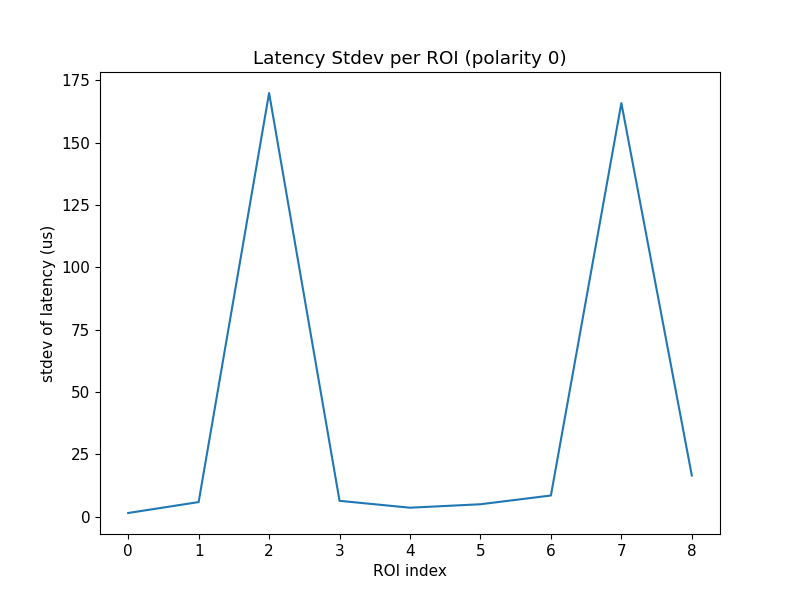 Latency Stdev per ROI (polarity 0)
175
150
125
100
75
50
25
0
stdev of latency (us)
0 1 2 3 4 5 6 7 8
ROI index